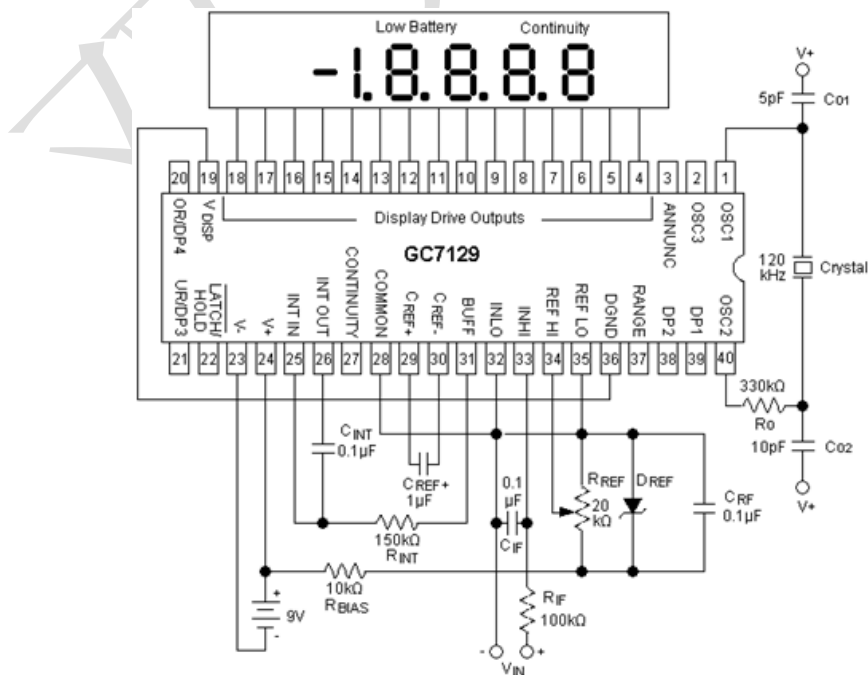 Low Battery Continuity
-1.8.8.8.8
V+
5pF CO1
20 19 18 17 16 15 14 13 12 11 10 9 8 7 6 5 4 3 2 1
OR/DP4 VDISP Display Drive Outputs ANNUNC OSC3 OSC1
GC7129
120 kHz Crystal
UR/DP3 LATCH/HOLD V- V+ INT IN INT OUT CONTINUITY COMMON CREF+ CREF- BUFF INLO INHI REF HI REF LO DGND RANGE DP2 DP1 OSC2
21 22 23 24 25 26 27 28 29 30 31 32 33 34 35 36 37 38 39 40
330kΩ
RO
10pF CO2
V+
CINT
0.1µF
CREF+
1µF
0.1
µF
CIF
RREF
20
kΩ
DREF
CRF
0.1µF
150kΩ
RINT
10kΩ
RBIAS
+
9V
-
RIF
100kΩ
- VIN +